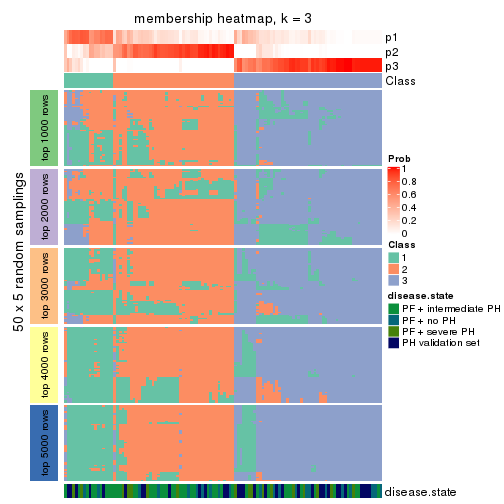 membership heatmap, k = 3
p1
p2
p3
Class
50 x 5 random samplings
top 1000 rows
top 2000 rows
top 3000 rows
top 4000 rows
top 5000 rows
Prob
1
0.8
0.6
0.4
0.2
0
Class
1
2
3
disease.state
PF + intermediate PH
PF + no PH
PF + severe PH
PH validation set
disease.state